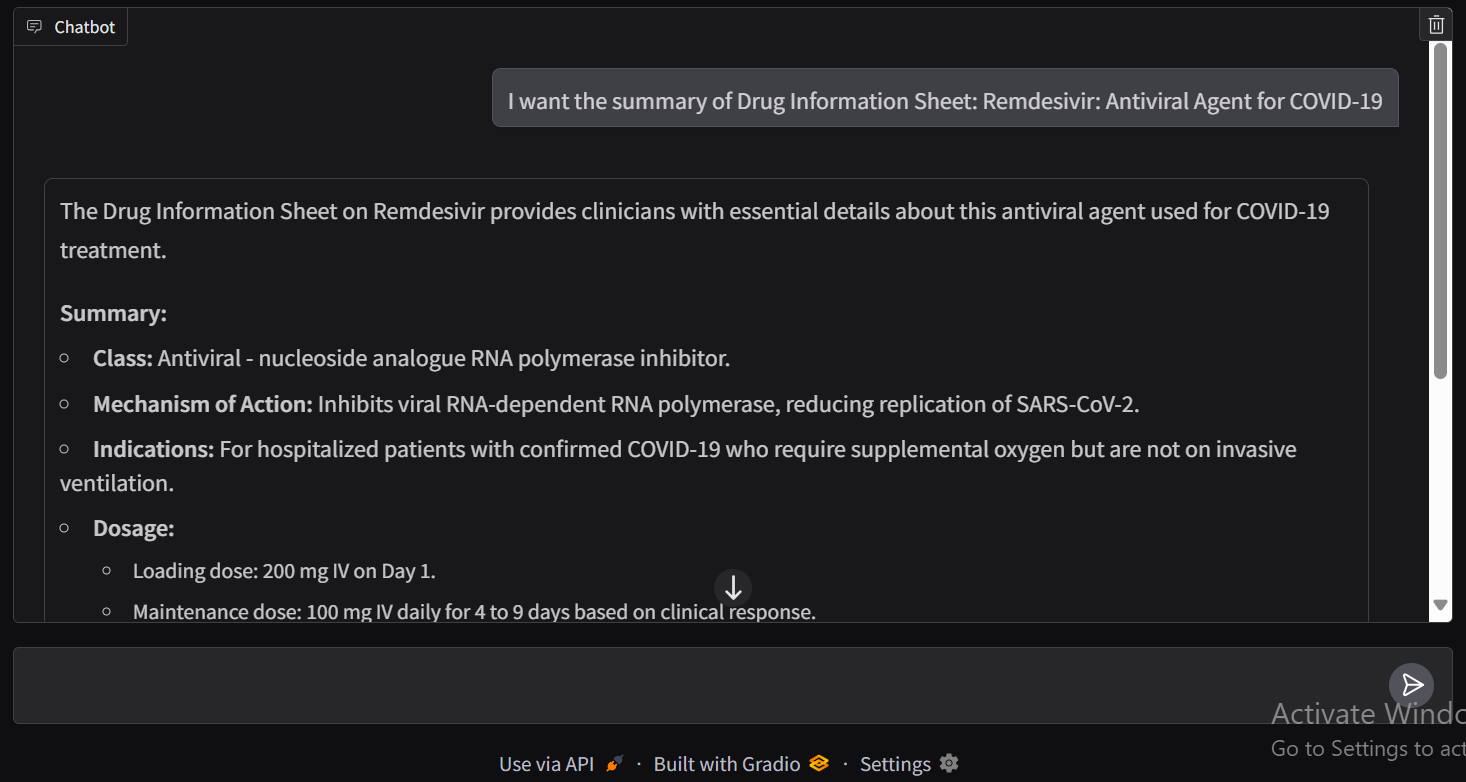 Chatbot
I want the summary of Drug Information Sheet: Remdesivir: Antiviral Agent for COVID-19
The Drug Information Sheet on Remdesivir provides clinicians with essential details about this antiviral agent used for COVID-19
treatment.
Summary:
Class: Antiviral - nucleoside analogue RNA polymerase inhibitor.
Mechanism of Action: Inhibits viral RNA-dependent RNA polymerase, reducing replication of SARS-CoV-2.
Indications: For hospitalized patients with confirmed COVID-19 who require supplemental oxygen but are not on invasive
ventilation.
Dosage:
Loading dose: 200 mg IV on Day 1.
Maintenance dose: 100 mg IV daily for 4 to 9 days based on clinical response.
Activate Windo
Go to Settings to act
Use via API · Built with Gradio · Settings